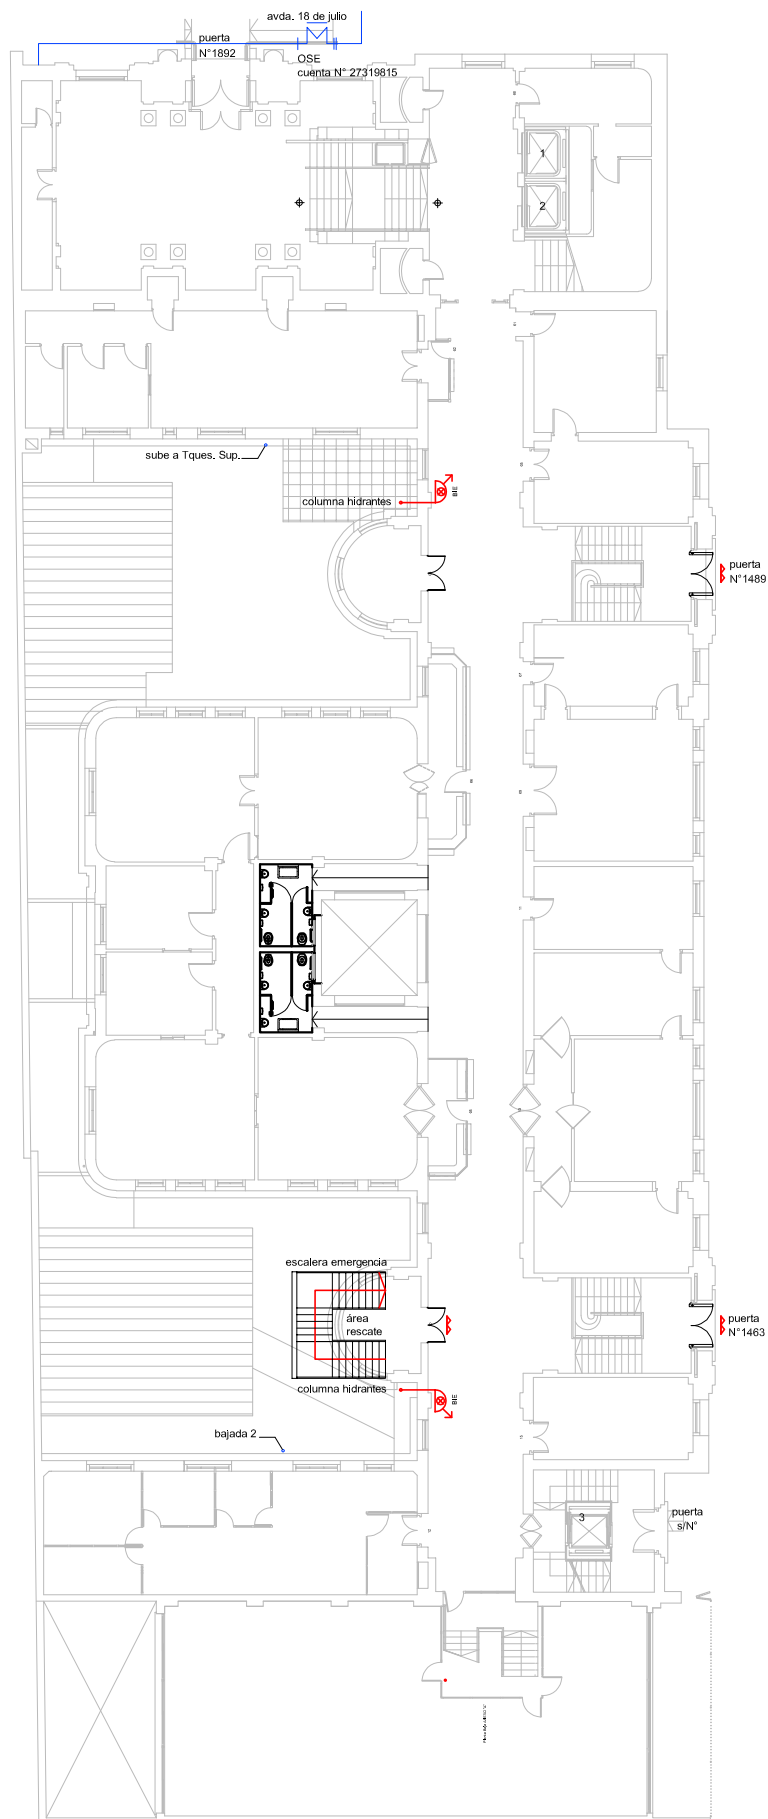 avda. 18 de julio
puerta
N°1892
OSE
cuenta N° 27319815
1
2
sube a Tques. Sup.
columna hidrantes
BIE
puerta
N°1489
escalera emergencia
área
rescate
puerta
N°1463
columna hidrantes
BIE
bajada 2
3
puerta
s/N°